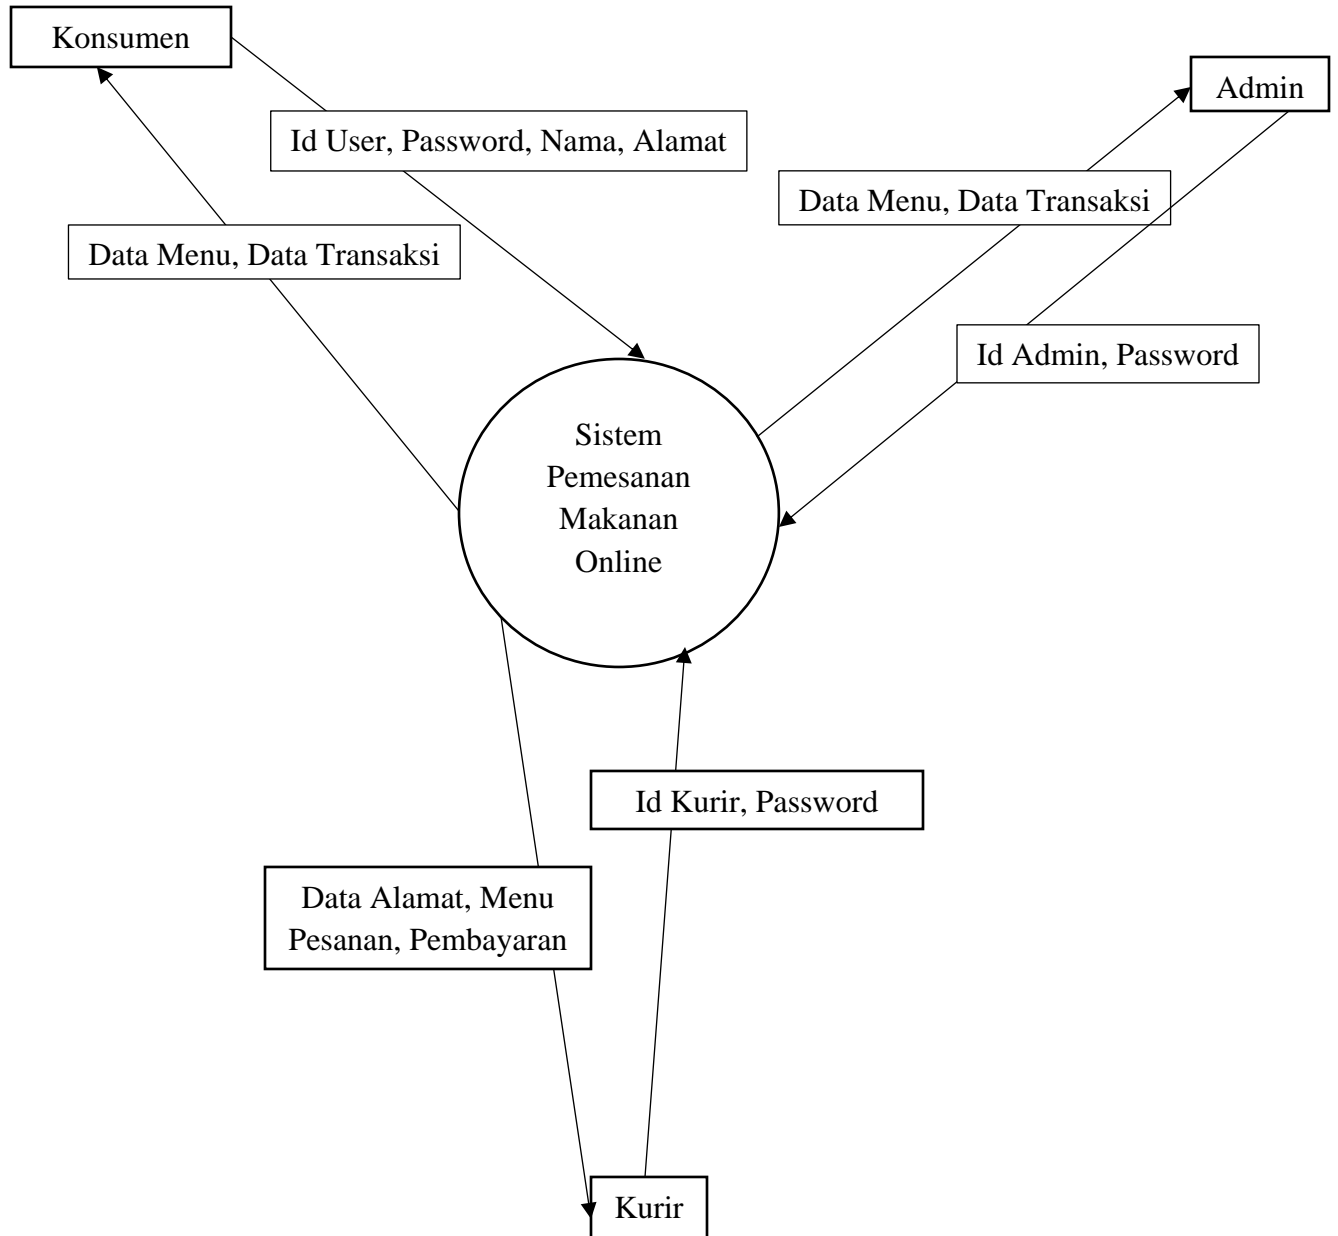 Konsumen
Admin
Id User, Password, Nama, Alamat
Data Menu, Data Transaksi
Data Menu, Data Transaksi
Id Admin, Password
Sistem
Pemesanan
Makanan
Online
Id Kurir, Password
Data Alamat, Menu
Pesanan, Pembayaran
Kurir